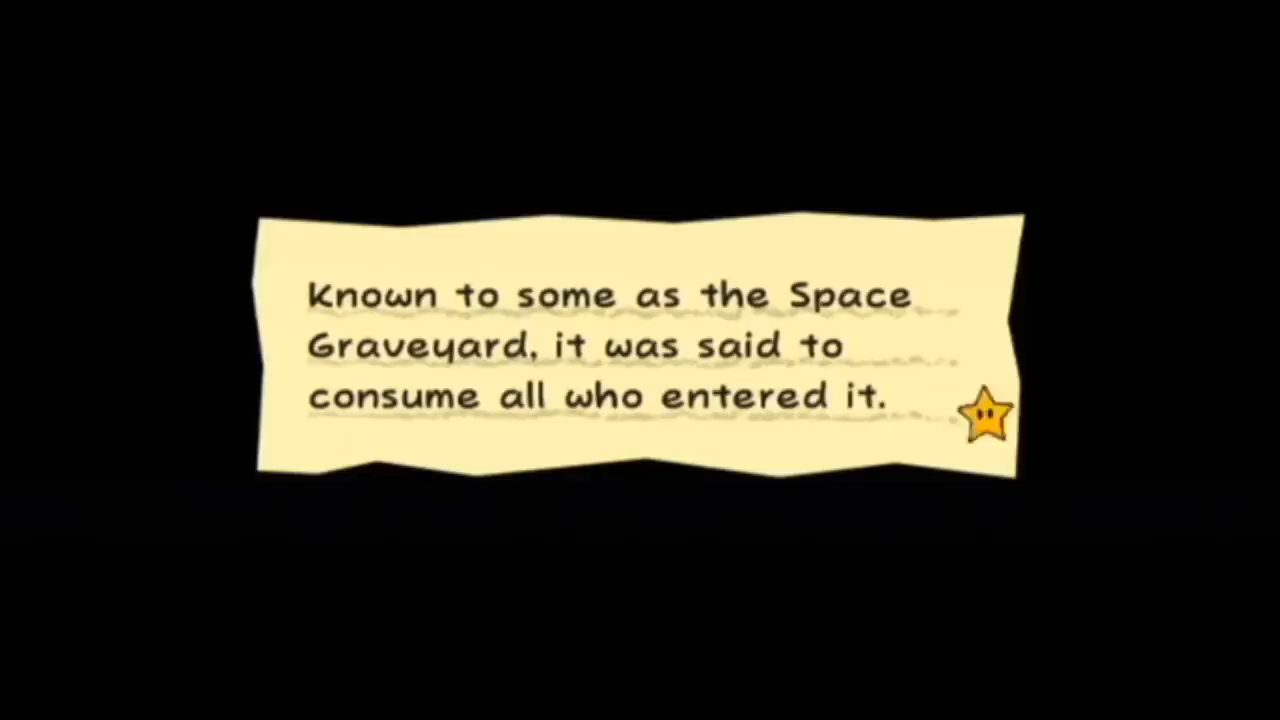 Known to some as the Space
Graveyard, it was said to
consume all who entered it.